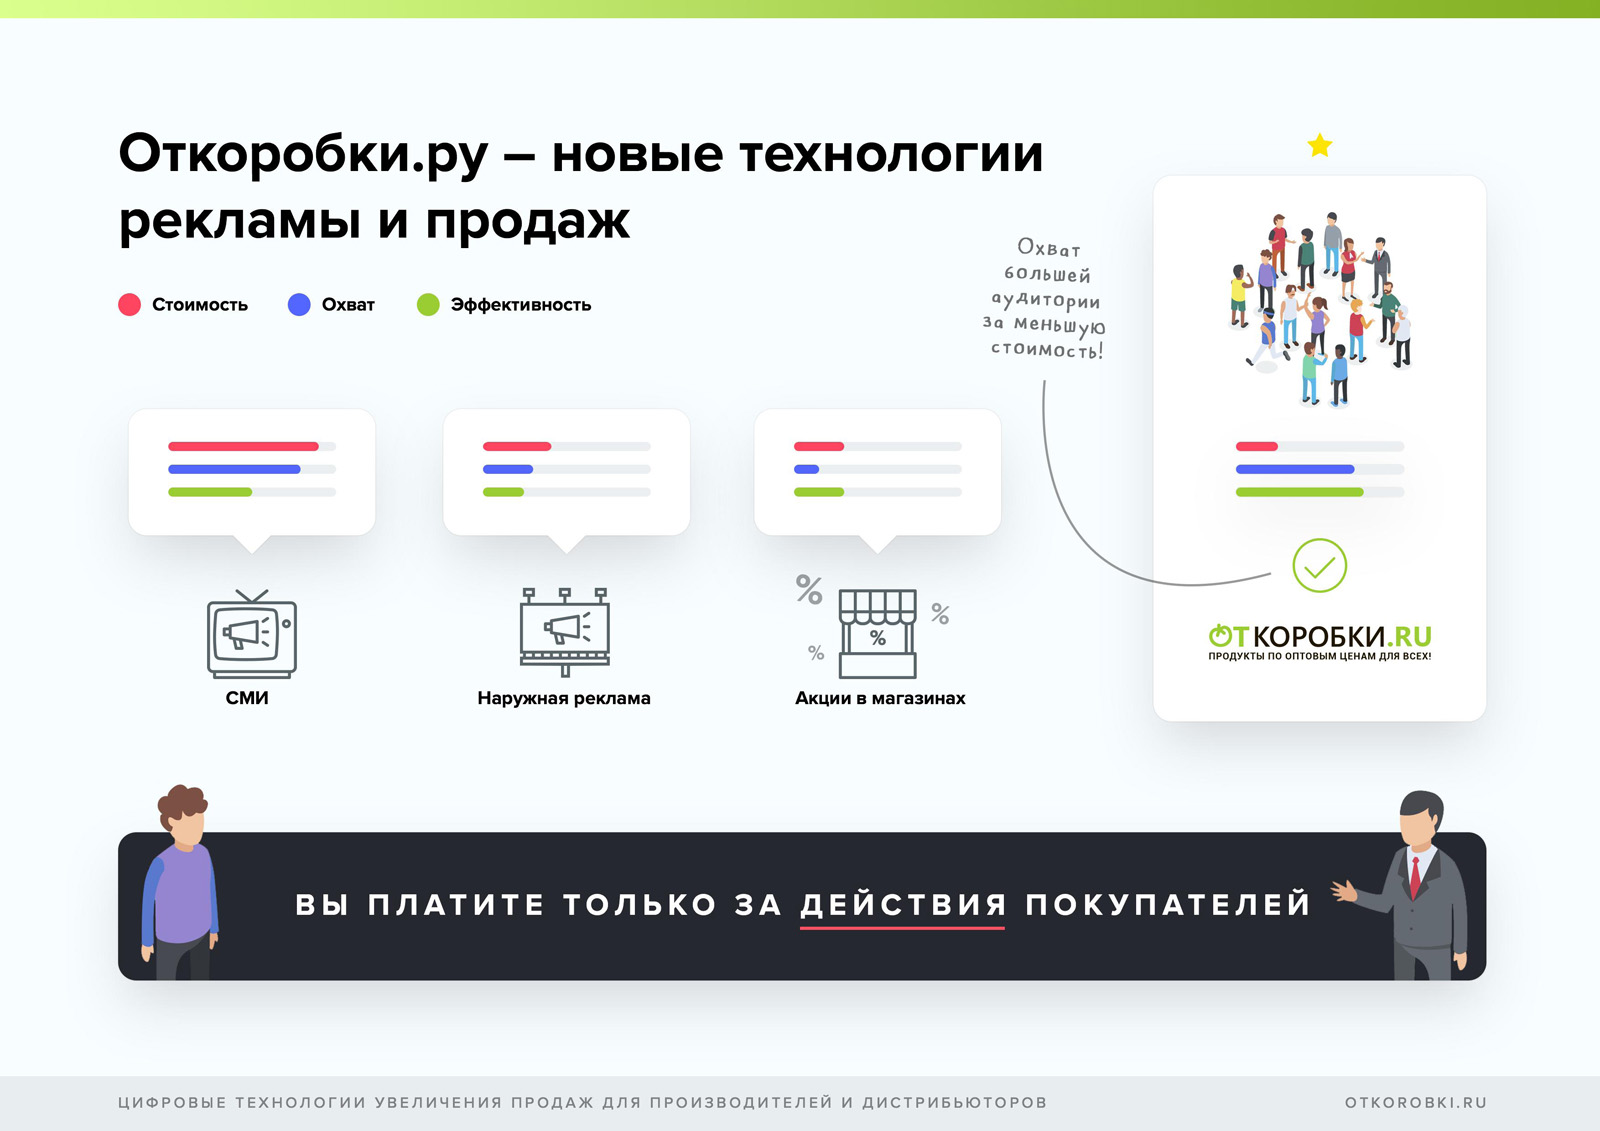 Откоробки.ру – новые технологии
рекламы и продаж
Стоимость
Охват
Эффективность
Охват
большей
аудитории
за меньшую
стоимость!
%
%
%
%
СМИ
Наружная реклама
Акции в магазинах
ОТКОРОБКИ.RU
ПРОДУКТЫ ПО ОПТОВЫМ ЦЕНАМ ДЛЯ ВСЕХ!
ВЫ ПЛАТИТЕ ТОЛЬКО ЗА ДЕЙСТВИЯ ПОКУПАТЕЛЕЙ
ЦИФРОВЫЕ ТЕХНОЛОГИИ УВЕЛИЧЕНИЯ ПРОДАЖ ДЛЯ ПРОИЗВОДИТЕЛЕЙ И ДИСТРИБЬЮТОРОВ
OTKOROBKI.RU